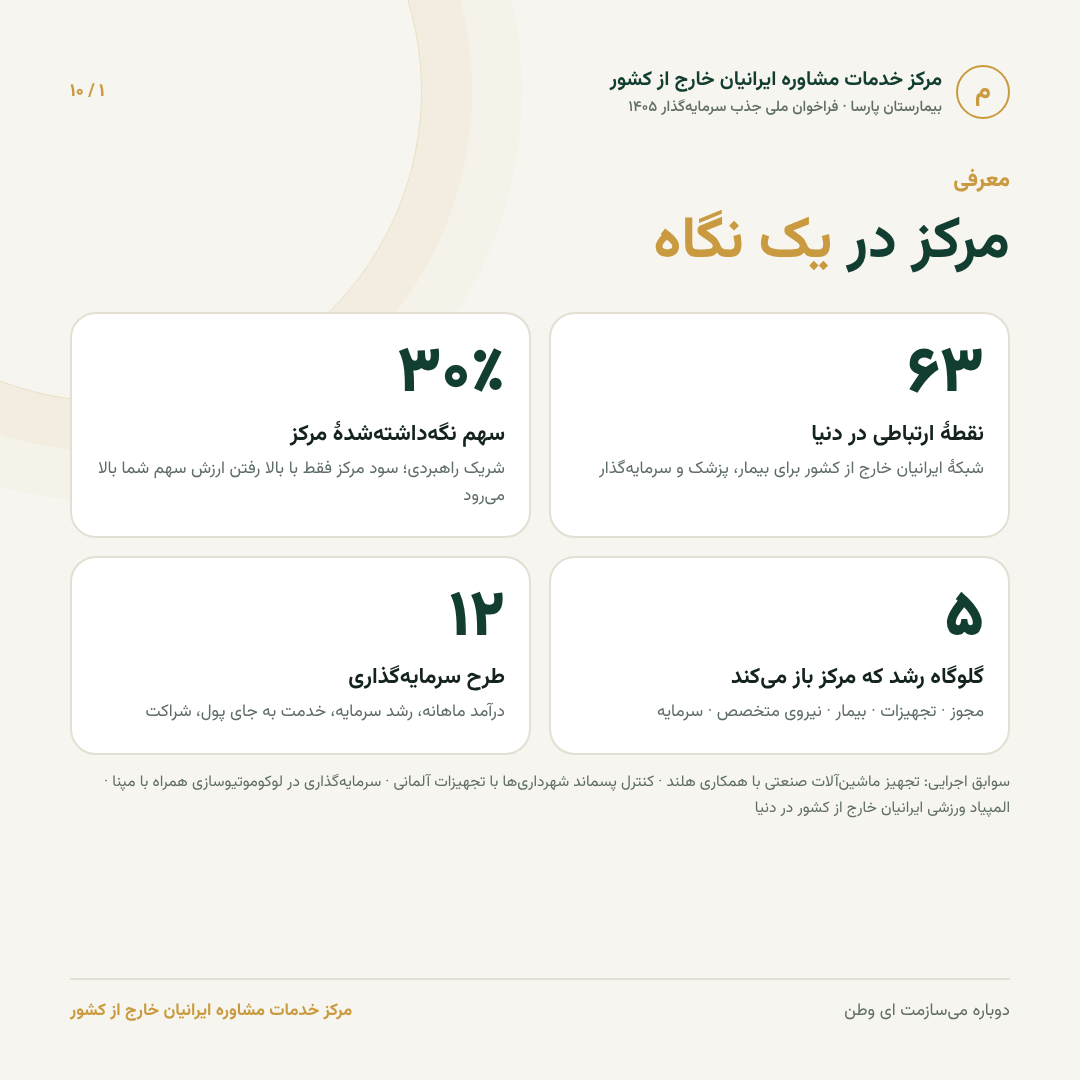 م
مرکز خدمات مشاوره ایرانیان خارج از کشور
بیمارستان پارسا · فراخوان ملی جذب سرمایه‌گذار ۱۴۰۵
۱ / ۱۰
معرفی
مرکز در یک نگاه
۶۳
نقطهٔ ارتباطی در دنیا
شبکهٔ ایرانیان خارج از کشور برای بیمار، پزشک و سرمایه‌گذار
۳۰٪
سهم نگه‌داشته‌شدهٔ مرکز
شریک راهبردی؛ سود مرکز فقط با بالا رفتن ارزش سهم شما بالا
می‌رود
۵
گلوگاه رشد که مرکز باز می‌کند
مجوز · تجهیزات · بیمار · نیروی متخصص · سرمایه
۱۲
طرح سرمایه‌گذاری
درآمد ماهانه، رشد سرمایه، خدمت به جای پول، شراکت
سوابق اجرایی: تجهیز ماشین‌آلات صنعتی با همکاری هلند · کنترل پسماند شهرداری‌ها با تجهیزات آلمانی · سرمایه‌گذاری در لوکوموتیوسازی همراه با مپنا ·
المپیاد ورزشی ایرانیان خارج از کشور در دنیا
دوباره می‌سازمت ای وطن
مرکز خدمات مشاوره ایرانیان خارج از کشور